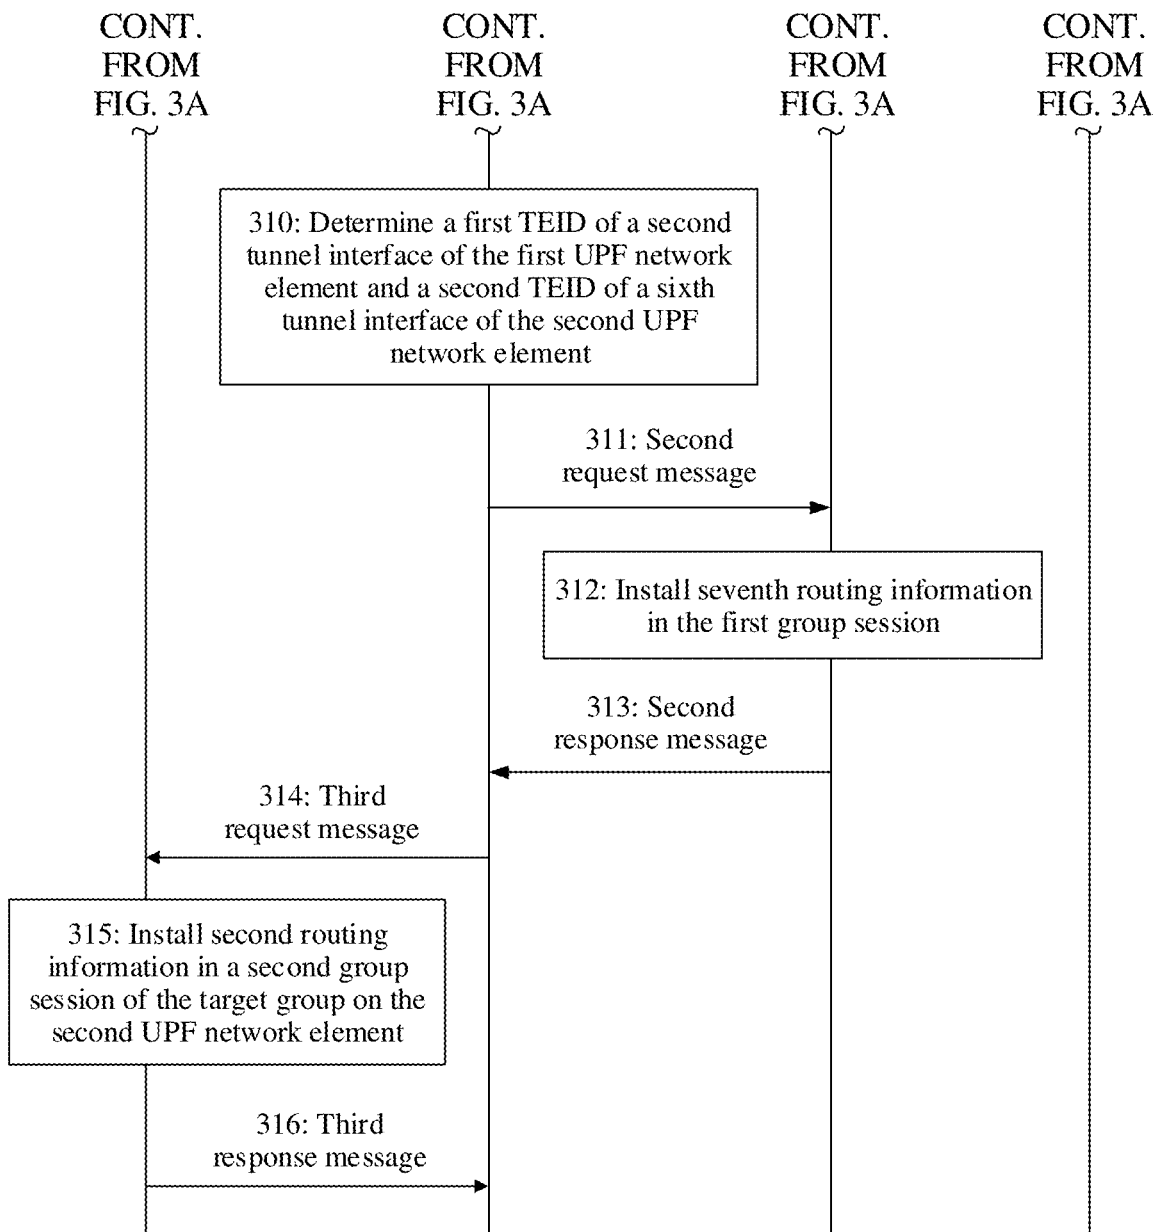 CONT.
FROM
FIG. 3A
CONT.
FROM
FIG. 3A
CONT.
FROM
FIG. 3A
CONT.
FROM
FIG. 3A
310: Determine a first TEID of a second
tunnel interface of the first UPF network
element and a second TEID of a sixth
tunnel interface of the second UPF
network element
311: Second
request message
312: Install seventh routing information
in the first group session
313: Second
response message
314: Third
request message
315: Install second routing
information in a second group
session of the target group on the
second UPF network element
316: Third
response message